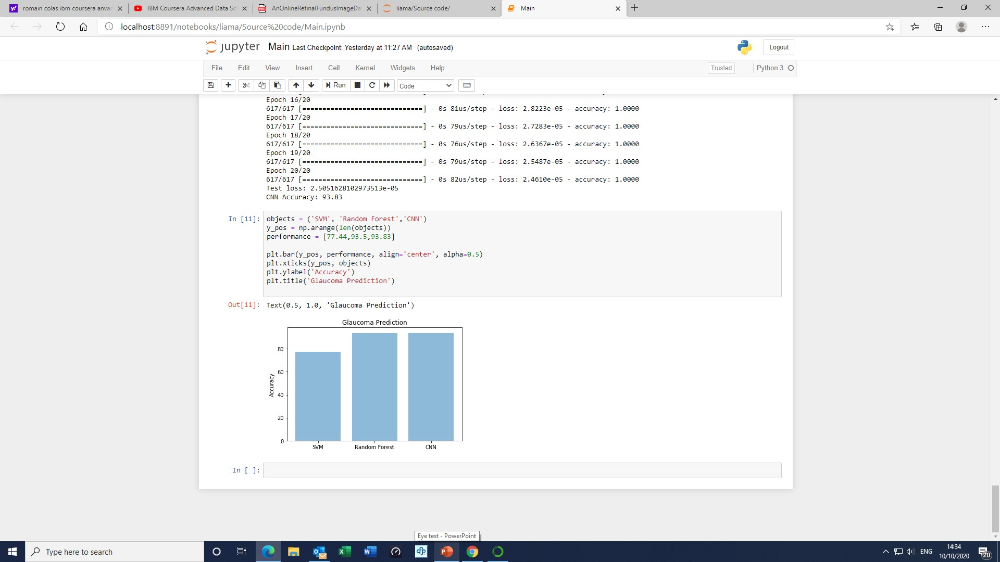 romain colas ibm coursera anvan
IBM Coursera Advanced Data Sci
AnOnlineRetinalFundusImageDa
liama/Source code/
Main
localhost:8891/notebooks/liama/Source%20code/Main.ipynb
jupyter Main Last Checkpoint: Yesterday at 11:27 AM (autosaved)
Logout
File Edit View Insert Cell Kernel Widgets Help
Trusted Python 3
Run Code
Epoch 16/20
617/617 [==============================] - 0s 81us/step - loss: 2.8223e-05 - accuracy: 1.0000
Epoch 17/20
617/617 [==============================] - 0s 79us/step - loss: 2.7283e-05 - accuracy: 1.0000
Epoch 18/20
617/617 [==============================] - 0s 76us/step - loss: 2.6367e-05 - accuracy: 1.0000
Epoch 19/20
617/617 [==============================] - 0s 79us/step - loss: 2.5487e-05 - accuracy: 1.0000
Epoch 20/20
617/617 [==============================] - 0s 82us/step - loss: 2.4610e-05 - accuracy: 1.0000
Test loss: 2.5051628102973513e-05
CNN Accuracy: 93.83
In [11]:
objects = ('SVM', 'Random Forest','CNN')
y_pos = np.arange(len(objects))
performance = [77.44,93.5,93.83]
plt.bar(y_pos, performance, align='center', alpha=0.5)
plt.xticks(y_pos, objects)
plt.ylabel('Accuracy')
plt.title('Glaucoma Prediction')
Out[11]: Text(0.5, 1.0, 'Glaucoma Prediction')
Glaucoma Prediction
80
60
40
20
0
Accuracy
SVM Random Forest CNN
In [ ]:
Eye test - PowerPoint
Type here to search
ENG
14:34
10/10/2020
20